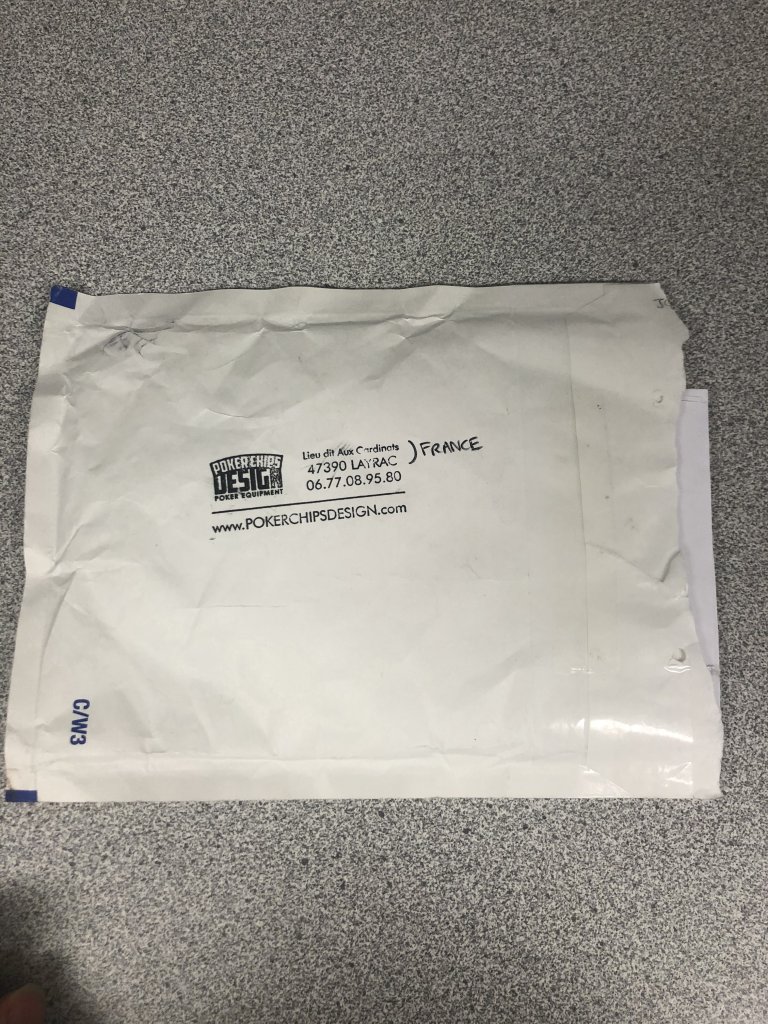 POKER CHIPS
DESIGN
POKER EQUIPMENT
Lieu dit Aux Cardinats
47390 LAYRAC
06.77.08.95.80
) FRANCE
www.POKERCHIPSDESIGN.com
C/W3